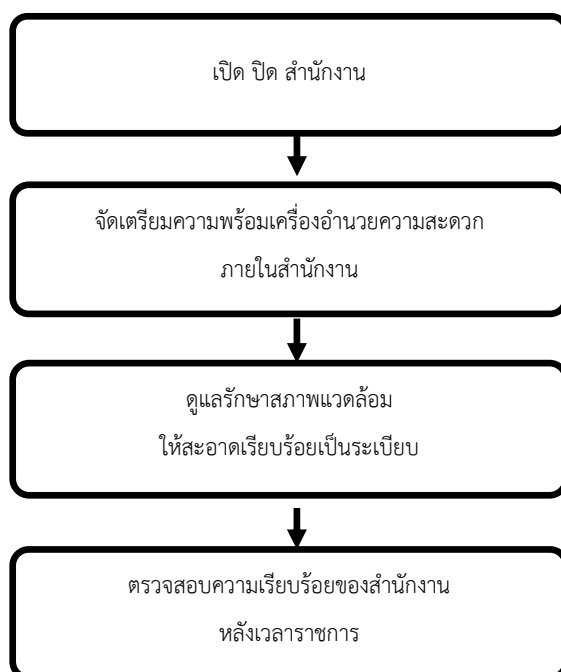 เปิด ปิด สำนักงาน
จัดเตรียมความพร้อมเครื่องอำนวยความสะดวก
ภายในสำนักงาน
ดูแลรักษาสภาพแวดล้อม
ให้สะอาดเรียบร้อยเป็นระเบียบ
ตรวจสอบความเรียบร้อยของสำนักงาน
หลังเวลาราชการ